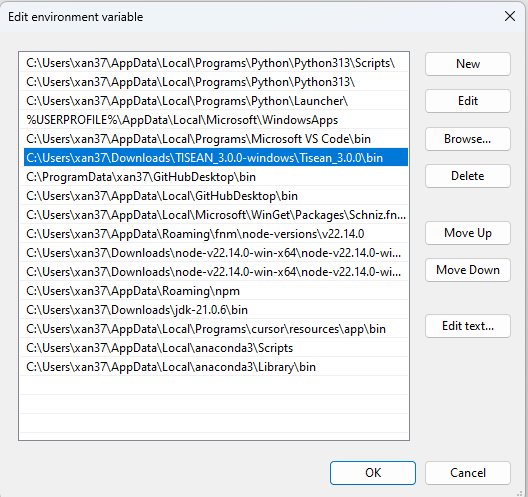 Edit environment variable
C:\Users\xan37\AppData\Local\Programs\Python\Python313\Scripts\
C:\Users\xan37\AppData\Local\Programs\Python\Python313\
C:\Users\xan37\AppData\Local\Programs\Python\Launcher\
%USERPROFILE%\AppData\Local\Microsoft\WindowsApps
C:\Users\xan37\AppData\Local\Programs\Microsoft VS Code\bin
C:\Users\xan37\Downloads\TISEAN_3.0.0-windows\Tisean_3.0.0\bin
C:\ProgramData\xan37\GitHubDesktop\bin
C:\Users\xan37\AppData\Local\GitHubDesktop\bin
C:\Users\xan37\AppData\Local\Microsoft\WinGet\Packages\Schniz.fn...
C:\Users\xan37\AppData\Roaming\fnm\node-versions\v22.14.0
C:\Users\xan37\Downloads\node-v22.14.0-win-x64\node-v22.14.0-wi...
C:\Users\xan37\Downloads\node-v22.14.0-win-x64\node-v22.14.0-wi...
C:\Users\xan37\AppData\Roaming\npm
C:\Users\xan37\Downloads\jdk-21.0.6\bin
C:\Users\xan37\AppData\Local\Programs\cursor\resources\app\bin
C:\Users\xan37\AppData\Local\anaconda3\Scripts
C:\Users\xan37\AppData\Local\anaconda3\Library\bin
New
Edit
Browse...
Delete
Move Up
Move Down
Edit text...
OK
Cancel